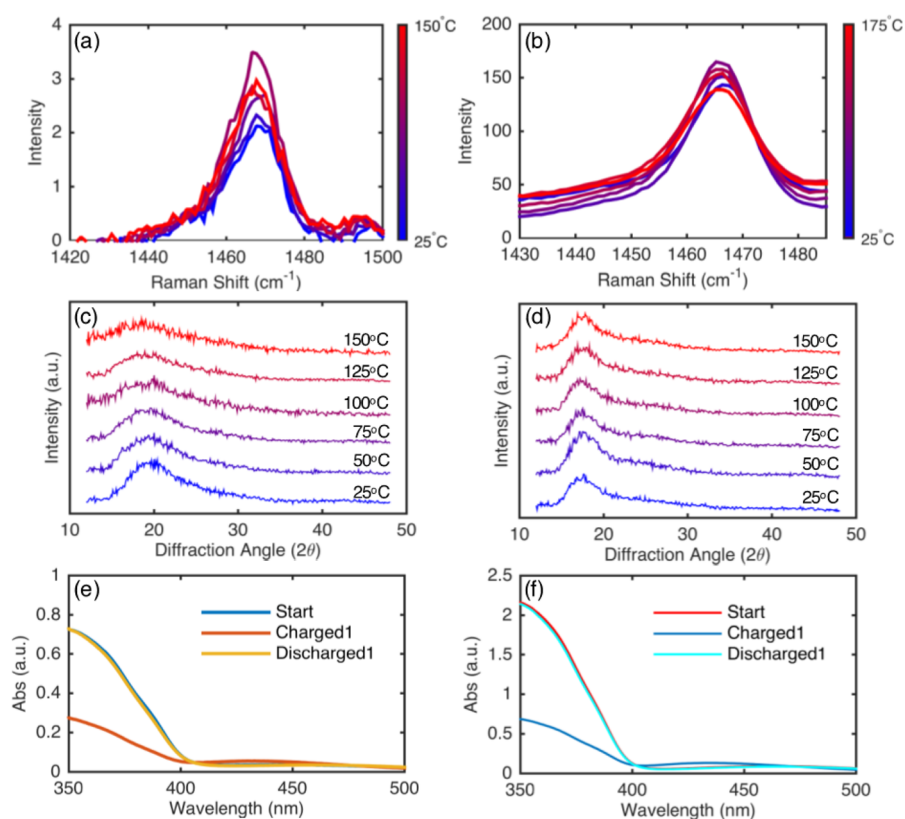 (a)
4
3
2
1
0
Intensity
1420 1440 1460 1480 1500
Raman Shift (cm⁻¹)
150°C
25°C
(b)
200
150
100
50
0
Intensity
1430 1440 1450 1460 1470 1480
Raman Shift (cm⁻¹)
175°C
25°C
(c)
Intensity (a.u.)
150°C
125°C
100°C
75°C
50°C
25°C
10 20 30 40 50
Diffraction Angle (2θ)
(d)
Intensity (a.u.)
150°C
125°C
100°C
75°C
50°C
25°C
10 20 30 40 50
Diffraction Angle (2θ)
(e)
1
0.8
0.6
0.4
0.2
0
Abs (a.u.)
Start
Charged1
Discharged1
350 400 450 500
Wavelength (nm)
(f)
2.5
2
1.5
1
0.5
0
Abs (a.u.)
Start
Charged1
Discharged1
350 400 450 500
Wavelength (nm)